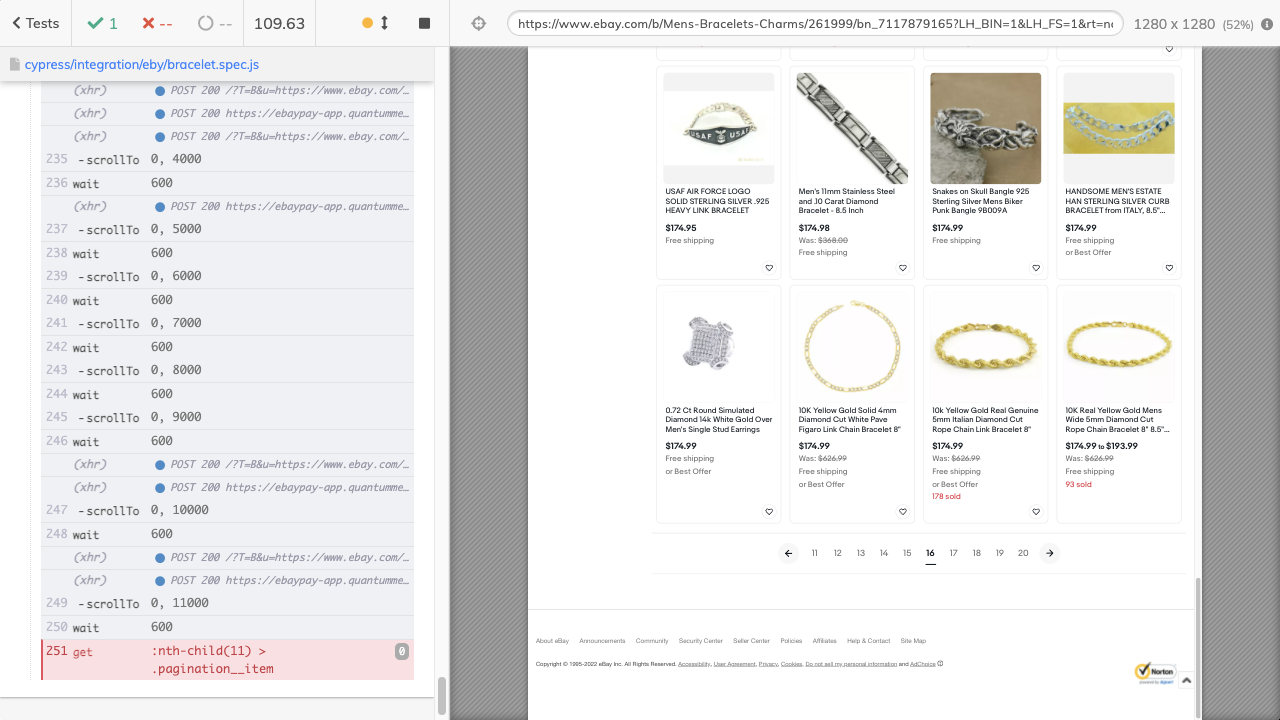 Tests
1
--
--
109.63
https://www.ebay.com/b/Mens-Bracelets-Charms/261999/bn_7117879165?LH_BIN=1&LH_FS=1&rt=n
1280 x 1280 (52%)
cypress/integration/eby/bracelet.spec.js
(xhr) POST 200 /?T=B&u=https://www.ebay.com/…
(xhr) POST 200 https://ebaypay-app.quantumme…
(xhr) POST 200 /?T=B&u=https://www.ebay.com/…
235 -scrollTo 0, 4000
236 wait 600
(xhr) POST 200 https://ebaypay-app.quantumme…
237 -scrollTo 0, 5000
238 wait 600
239 -scrollTo 0, 6000
240 wait 600
241 -scrollTo 0, 7000
242 wait 600
243 -scrollTo 0, 8000
244 wait 600
245 -scrollTo 0, 9000
246 wait 600
(xhr) POST 200 /?T=B&u=https://www.ebay.com/…
(xhr) POST 200 https://ebaypay-app.quantumme…
247 -scrollTo 0, 10000
248 wait 600
(xhr) POST 200 /?T=B&u=https://www.ebay.com/…
(xhr) POST 200 https://ebaypay-app.quantumme…
249 -scrollTo 0, 11000
250 wait 600
251 get li:nth-child(11) >
.pagination__item
0
USAF USAF
USAF AIR FORCE LOGO
SOLID STERLING SILVER .925
HEAVY LINK BRACELET
$174.95
Free shipping
Men's 11mm Stainless Steel
and .10 Carat Diamond
Bracelet - 8.5 Inch
$174.98
Was: $368.00
Free shipping
Snakes on Skull Bangle 925
Sterling Silver Mens Biker
Punk Bangle 9B009A
$174.99
Free shipping
HANDSOME MEN'S ESTATE
HAN STERLING SILVER CURB
BRACELET from ITALY, 8.5"...
$174.99
Free shipping
or Best Offer
0.72 Ct Round Simulated
Diamond 14k White Gold Over
Men's Single Stud Earrings
$174.99
Free shipping
or Best Offer
10K Yellow Gold Solid 4mm
Diamond Cut White Pave
Figaro Link Chain Bracelet 8"
$174.99
Was: $626.99
Free shipping
or Best Offer
10k Yellow Gold Real Genuine
5mm Italian Diamond Cut
Rope Chain Link Bracelet 8"
$174.99
Was: $626.99
Free shipping
or Best Offer
178 sold
10K Real Yellow Gold Mens
Wide 5mm Diamond Cut
Rope Chain Bracelet 8" 8.5"...
$174.99 to $193.99
Was: $626.99
Free shipping
93 sold
11 12 13 14 15 16 17 18 19 20
About eBay Announcements Community Security Center Seller Center Policies Affiliates Help & Contact Site Map
Copyright © 1995-2022 eBay Inc. All Rights Reserved. Accessibility, User Agreement, Privacy, Cookies, Do not sell my personal information and AdChoice
Norton
powered by digicert